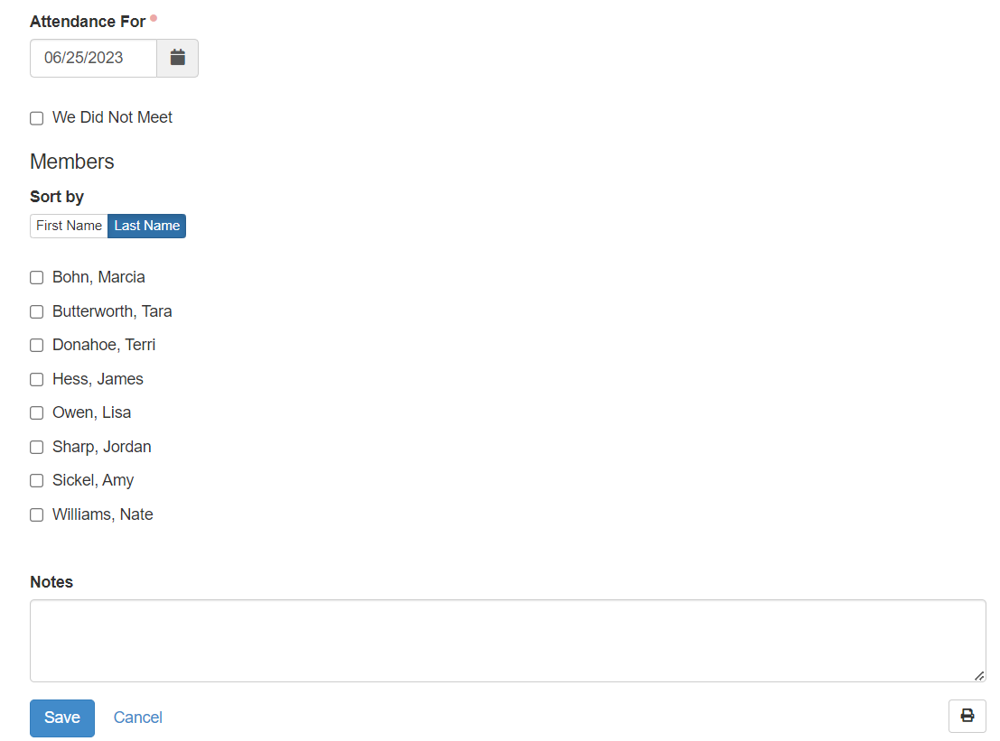 Attendance For
06/25/2023
We Did Not Meet
Members
Sort by
First Name Last Name
Bohn, Marcia
Butterworth, Tara
Donahoe, Terri
Hess, James
Owen, Lisa
Sharp, Jordan
Sickel, Amy
Williams, Nate
Notes
Save Cancel